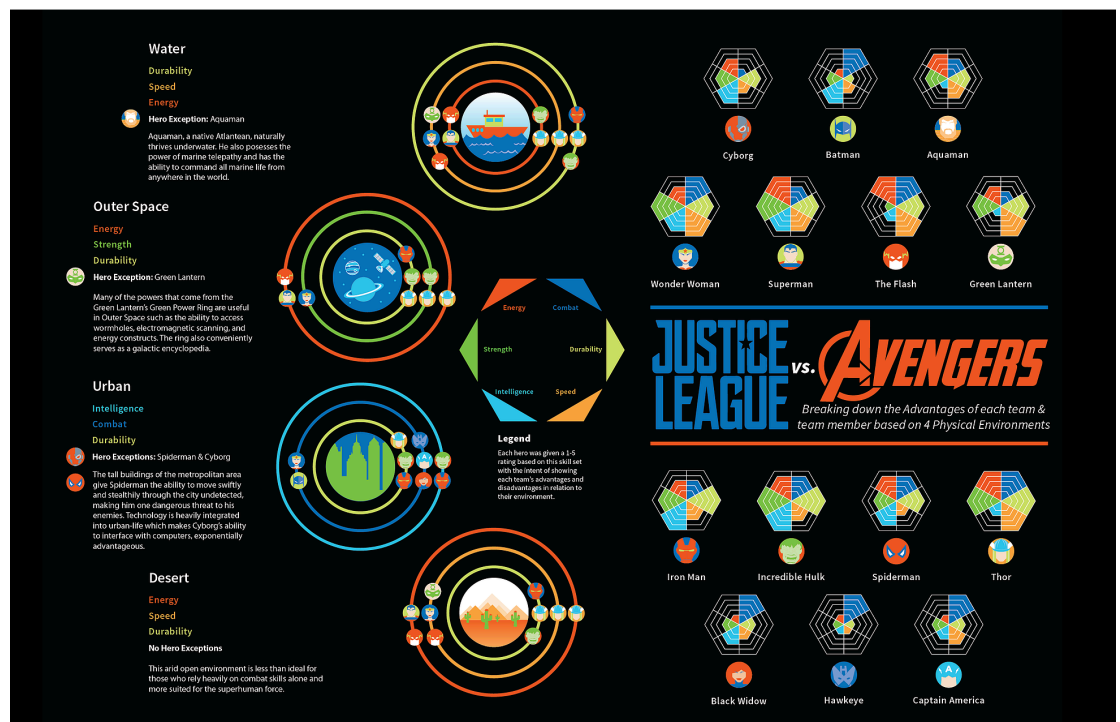 Water
Durability
Speed
Energy
Hero Exception: Aquaman
Aquaman, a native Atlantean, naturally
thrives underwater. He also posesses the
power of marine telepathy and has the
ability to command all marine life from
anywhere in the world.
Outer Space
Energy
Strength
Durability
Hero Exception: Green Lantern
Many of the powers that come from the
Green Lantern's Green Power Ring are useful
in Outer Space such as the ability to access
wormholes, electromagnetic scanning, and
energy constructs. The ring also conveniently
serves as a galactic encyclopedia.
Urban
Intelligence
Combat
Durability
Hero Exceptions: Spiderman & Cyborg
The tall buildings of the metropolitan area
give Spiderman the ability to move swiftly
and stealthily through the city undetected,
making him one dangerous threat to his
enemies. Technology is heavily integrated
into urban-life which makes Cyborg's ability
to interface with computers, exponentially
advantageous.
Desert
Energy
Speed
Durability
No Hero Exceptions
This arid open environment is less than ideal for
those who rely heavily on combat skills alone and
more suited for the superhuman force.
Energy
Combat
Strength
Durability
Intelligence
Speed
Legend
Each hero was given a 1-5
rating based on this skill set
with the intent of showing
each team's advantages and
disadvantages in relation to
their environment.
Cyborg
Batman
Aquaman
Wonder Woman
Superman
The Flash
Green Lantern
JUSTICE
LEAGUE
vs.
AVENGERS
Breaking down the Advantages of each team &
team member based on 4 Physical Environments
Iron Man
Incredible Hulk
Spiderman
Thor
Black Widow
Hawkeye
Captain America